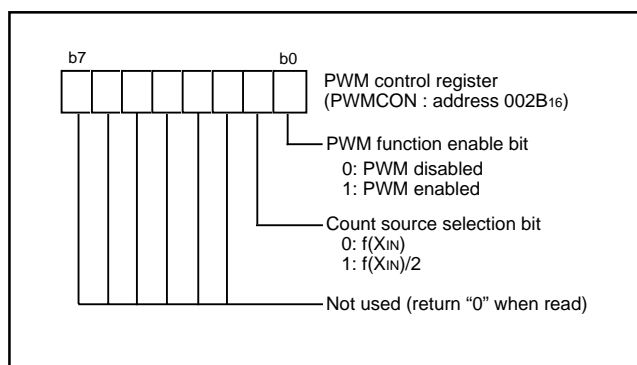 b7
b0
PWM control register
(PWMCON : address 002B16)
PWM function enable bit
0: PWM disabled
1: PWM enabled
Count source selection bit
0: f(XIN)
1: f(XIN)/2
Not used (return “0” when read)